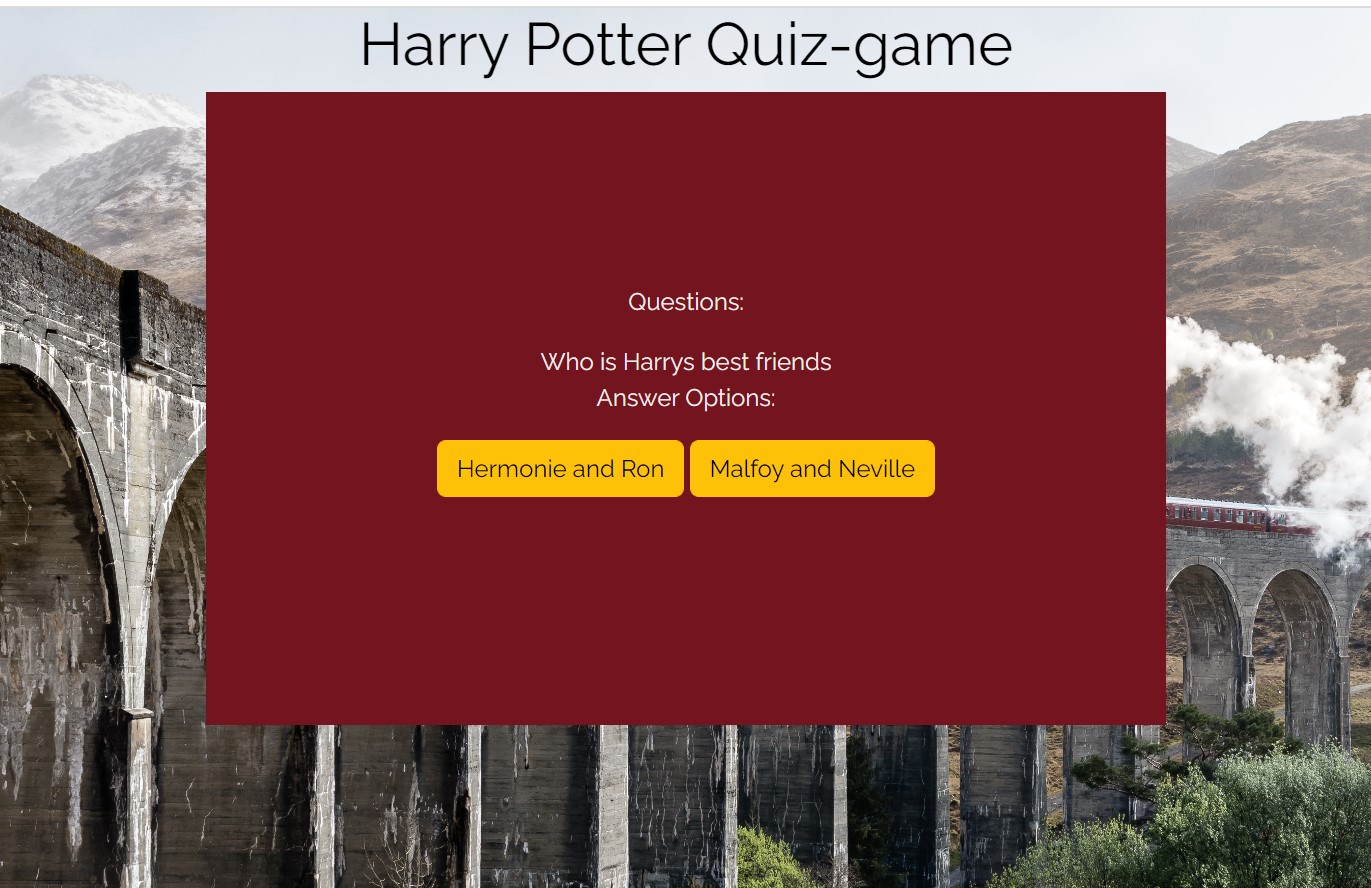 Harry Potter Quiz-game
Questions:
Who is Harrys best friends
Answer Options:
Hermonie and Ron Malfoy and Neville